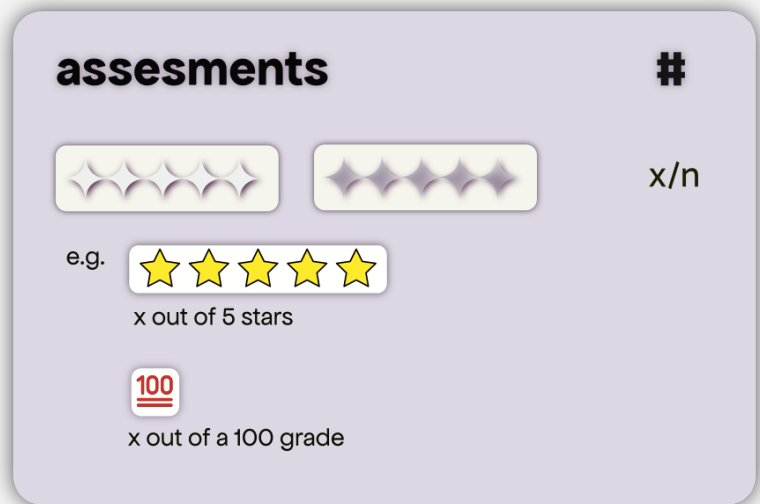 assesments #
x/n
e.g.
x out of 5 stars
100
x out of a 100 grade